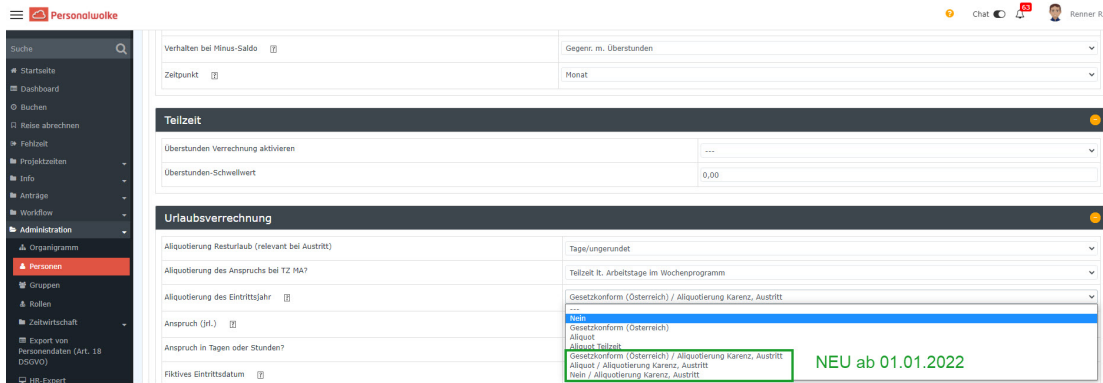 Personalwolke
Chat
63
Renner R
Suche
Startseite
Dashboard
Buchen
Reise abrechnen
Fehlzeit
Projektzeiten
Info
Anträge
Workflow
Administration
Organigramm
Personen
Gruppen
Rollen
Zeitwirtschaft
Export von
Personendaten (Art. 18
DSGVO)
HR-Expert
Verhalten bei Minus-Saldo [?] Gegenr. m. Überstunden
Zeitpunkt [?] Monat
Teilzeit
Überstunden Verrechnung aktivieren ---
Überstunden-Schwellwert 0,00
Urlaubsverrechnung
Aliquotierung Resturlaub (relevant bei Austritt) Tage/ungerundet
Aliquotierung des Anspruchs bei TZ MA? Teilzeit lt. Arbeitstage im Wochenprogramm
Aliquotierung des Eintrittsjahr [?] Gesetzkonform (Österreich) / Aliquotierung Karenz, Austritt
Anspruch (jrl.) [?]
Anspruch in Tagen oder Stunden?
Fiktives Eintrittsdatum [?]
---
Nein
Gesetzkonform (Österreich)
Aliquot
Aliquot Teilzeit
Gesetzkonform (Österreich) / Aliquotierung Karenz, Austritt
Aliquot / Aliquotierung Karenz, Austritt
Nein / Aliquotierung Karenz, Austritt
NEU ab 01.01.2022